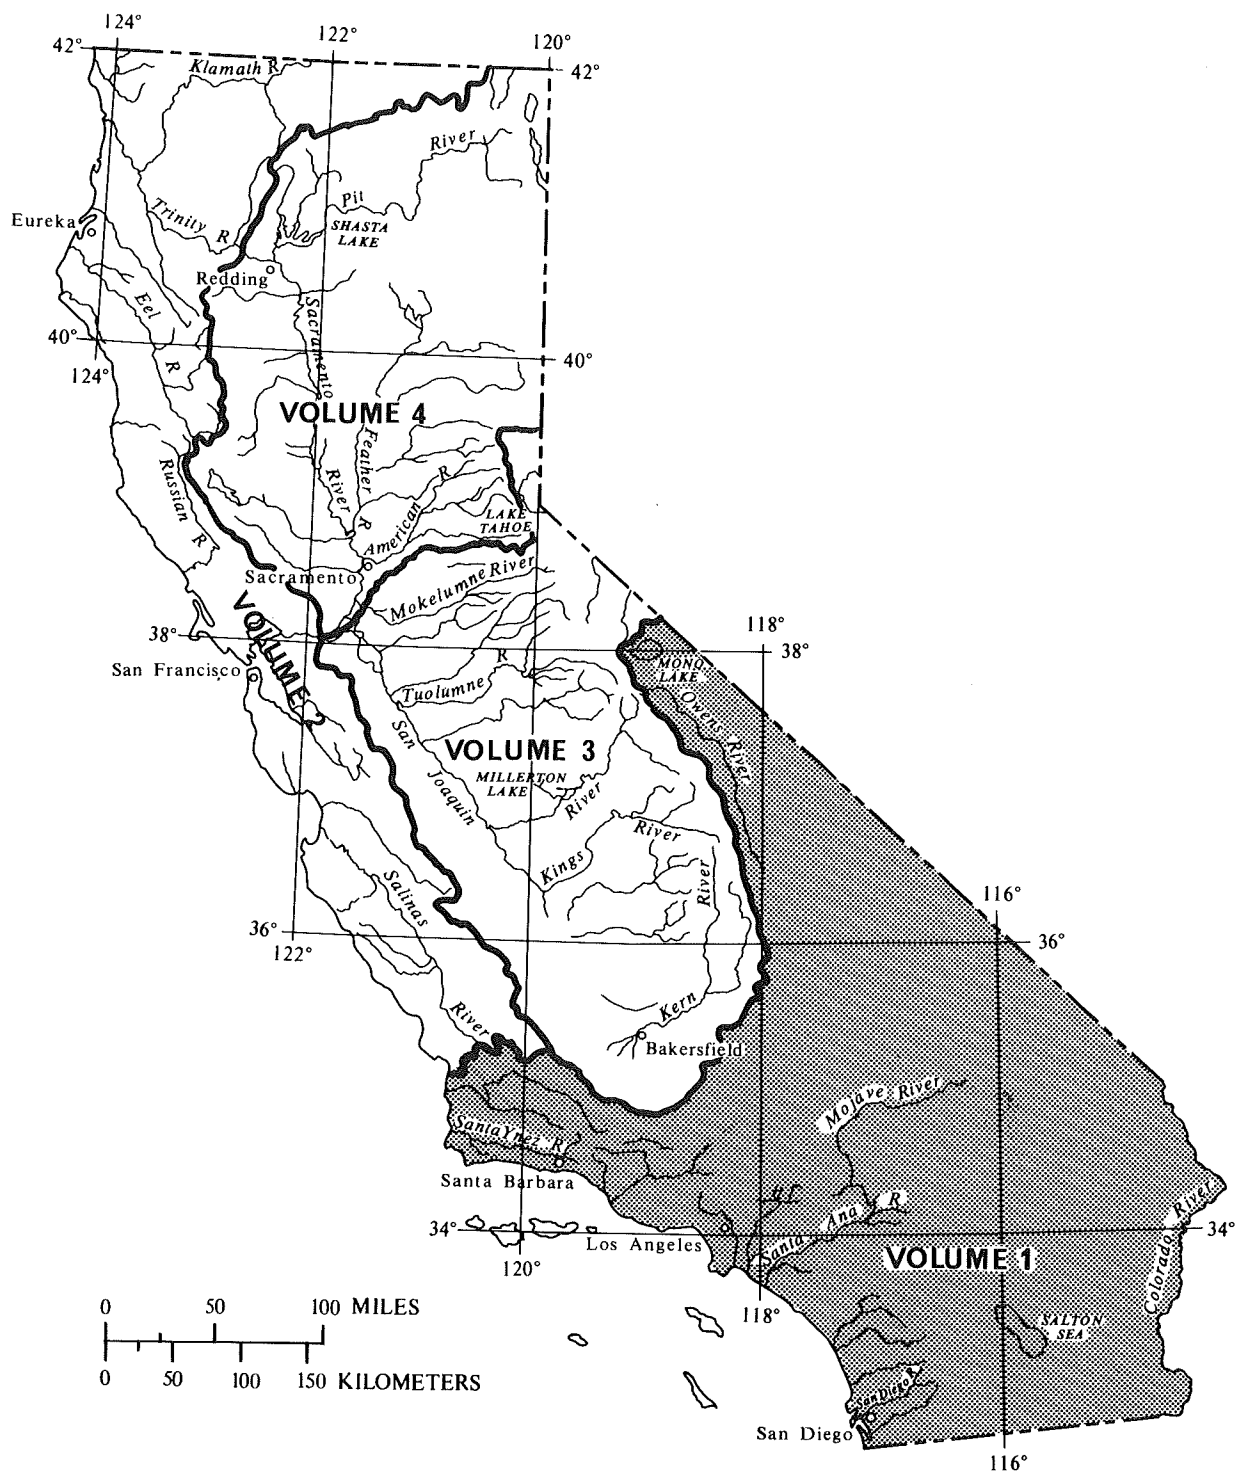 124°
122°
120°
42°
42°
Klamath R
River
Pit
Trinity R
SHASTA
LAKE
Eureka
Redding
Eel
R
Sacramento
River
40°
40°
124°
VOLUME 4
Feather
R
Russian
R
American R
LAKE
TAHOE
Sacramento
Mokelumne River
VOLUME 2
38°
118°
38°
San Francisco
MONO
LAKE
Tuolumne R
Owens River
San
Joaquin
River
VOLUME 3
MILLERTON
LAKE
Kings
River
Salinas
River
River
116°
36°
36°
122°
Kern
Bakersfield
Mojave River
Santa Ynez R
Santa Barbara
Santa Ana R
34°
34°
Los Angeles
120°
VOLUME 1
Colorado River
118°
SALTON
SEA
0 50 100 MILES
0 50 100 150 KILOMETERS
San Diego R
San Diego
116°